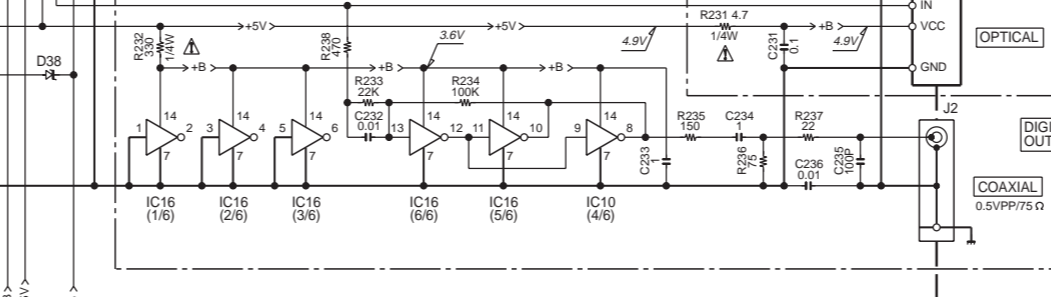 IN
+5V
+5V
R231 4.7
1/4W
+B
VCC
OPTICAL
R232
330
1/4W
R238
470
3.6V
4.9V
C231
0.1
4.9V
D38
+B
+B
+B
GND
R233
22K
R234
100K
J2
14
14
14
C232
0.01
14
14
14
R235
150
C234
1
R237
22
1
2
3
4
5
6
13
12
11
10
9
8
DIGI
OUT
7
7
7
7
7
7
C233
1
R236
75
C236
0.01
C235
100P
COAXIAL
0.5VPP/75 Ω
IC16
(1/6)
IC16
(2/6)
IC16
(3/6)
IC16
(6/6)
IC16
(5/6)
IC10
(4/6)